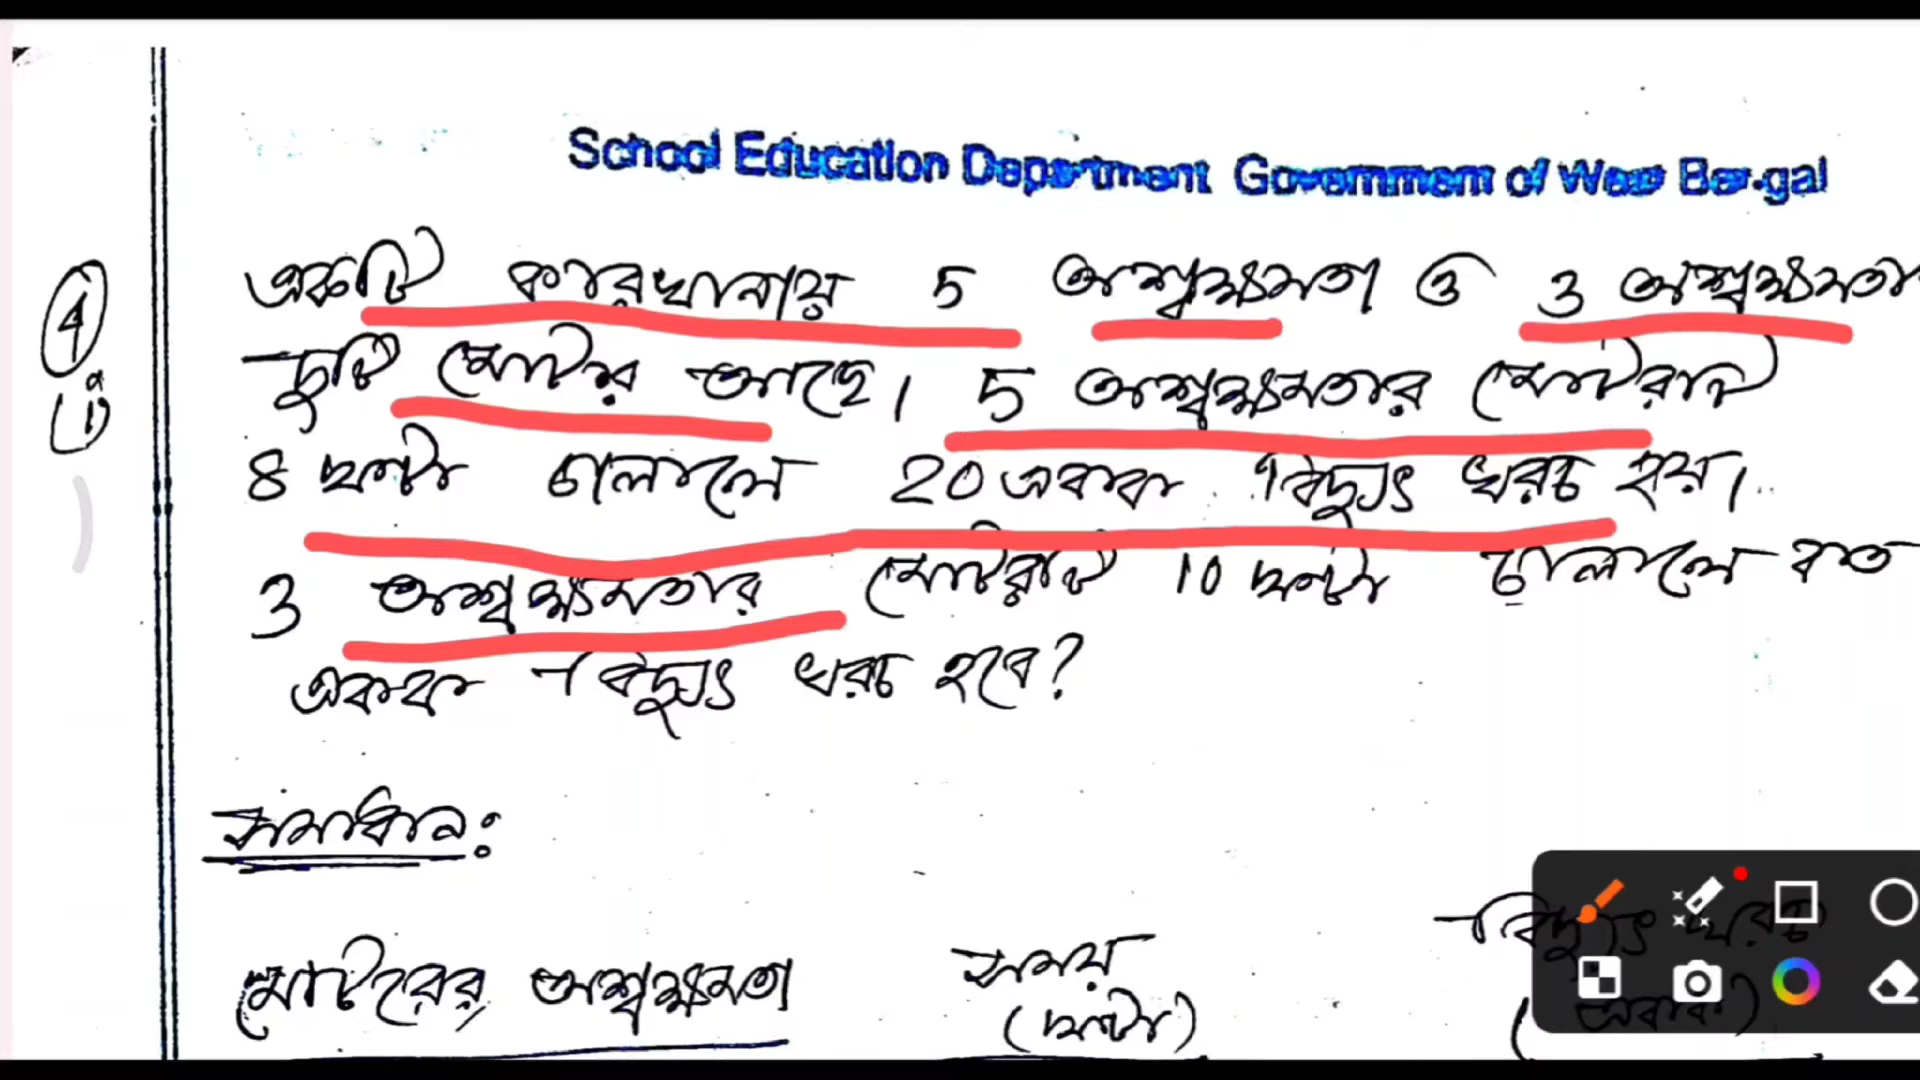 School Education Department Government of West Bengal
4
(i)
একটি কারখানায় 5 অশ্বক্ষমতা ও 3 অশ্বক্ষমতার
দুটি মোটর আছে। 5 অশ্বক্ষমতার মোটরটি
8 ঘন্টা চালালে 20 একক বিদ্যুৎ খরচ হয়।
3 অশ্বক্ষমতার মোটরটি 10 ঘন্টা চালালে কত
একক বিদ্যুৎ খরচ হবে?
সমাধান:
মোটরের অশ্বক্ষমতা সময় বিদ্যুৎ খরচ
(ঘন্টা) (একক)